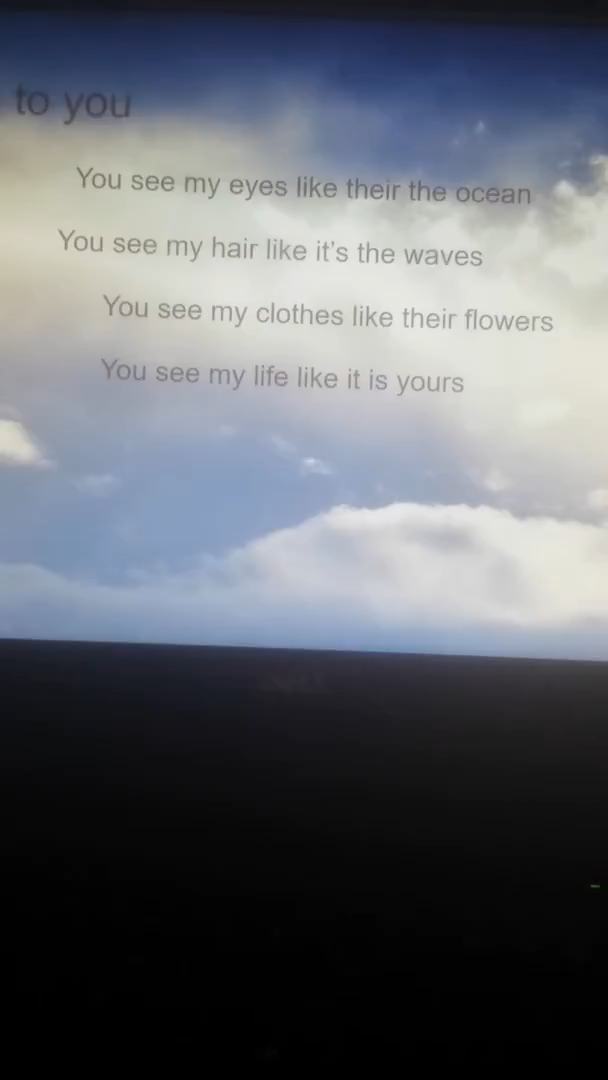 to you
You see my eyes like their the ocean
You see my hair like it's the waves
You see my clothes like their flowers
You see my life like it is yours